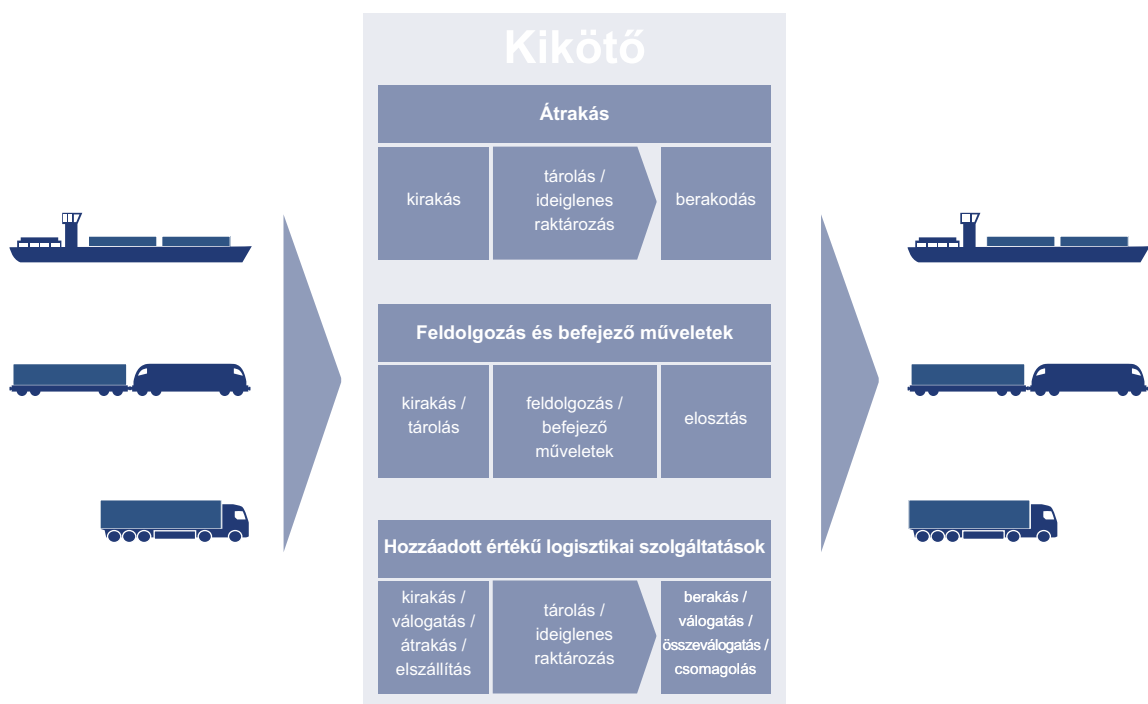 Kikötő
Átrakás
kirakás
tárolás /
ideiglenes
raktározás
berakodás
Feldolgozás és befejező műveletek
kirakás /
tárolás
feldolgozás /
befejező
műveletek
elosztás
Hozzáadott értékű logisztikai szolgáltatások
kirakás /
válogatás /
átrakás /
elszállítás
tárolás /
ideiglenes
raktározás
berakás /
válogatás /
összeválogatás /
csomagolás